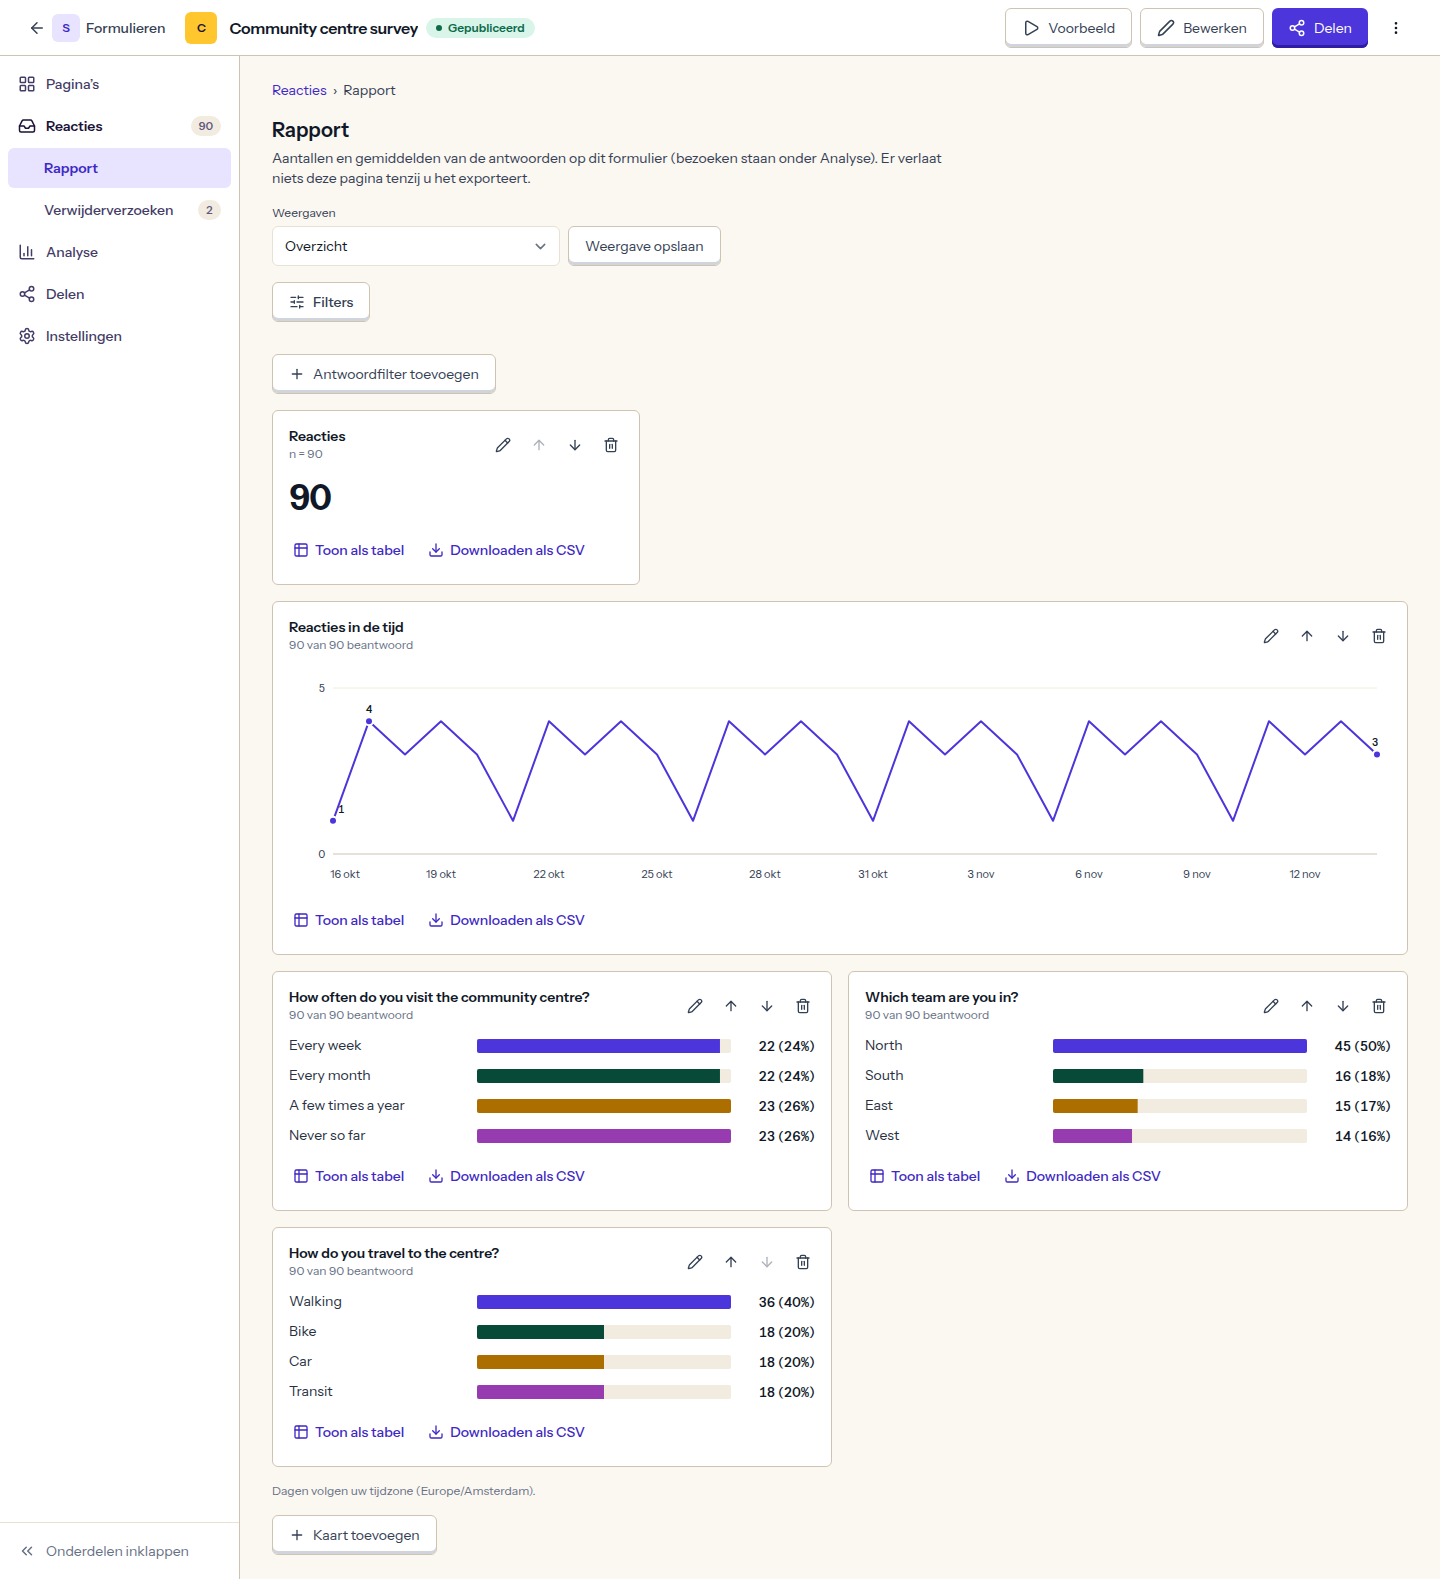 S Formulieren C Community centre survey Gepubliceerd Voorbeeld Bewerken Delen
Pagina's
Reacties 90
Rapport
Verwijderverzoeken 2
Analyse
Delen
Instellingen
Onderdelen inklappen
Reacties › Rapport
Rapport
Aantallen en gemiddelden van de antwoorden op dit formulier (bezoeken staan onder Analyse). Er verlaat
niets deze pagina tenzij u het exporteert.
Weergaven
Overzicht Weergave opslaan
Filters
Antwoordfilter toevoegen
Reacties
n = 90
90
Toon als tabel Downloaden als CSV
Reacties in de tijd
90 van 90 beantwoord
5
4
3
1
0
16 okt 19 okt 22 okt 25 okt 28 okt 31 okt 3 nov 6 nov 9 nov 12 nov
Toon als tabel Downloaden als CSV
How often do you visit the community centre?
90 van 90 beantwoord
Every week 22 (24%)
Every month 22 (24%)
A few times a year 23 (26%)
Never so far 23 (26%)
Toon als tabel Downloaden als CSV
Which team are you in?
90 van 90 beantwoord
North 45 (50%)
South 16 (18%)
East 15 (17%)
West 14 (16%)
Toon als tabel Downloaden als CSV
How do you travel to the centre?
90 van 90 beantwoord
Walking 36 (40%)
Bike 18 (20%)
Car 18 (20%)
Transit 18 (20%)
Toon als tabel Downloaden als CSV
Dagen volgen uw tijdzone (Europe/Amsterdam).
Kaart toevoegen